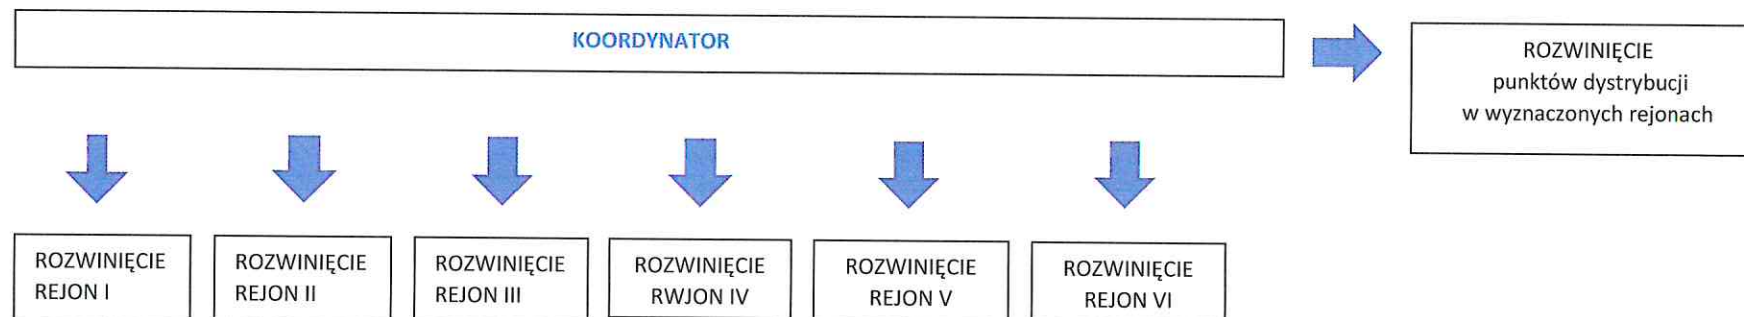 KOORDYNATOR
ROZWINIĘCIE
punktów dystrybucji
w wyznaczonych rejonach
ROZWINIĘCIE
REJON I
ROZWINIĘCIE
REJON II
ROZWINIĘCIE
REJON III
ROZWINIĘCIE
RWJON IV
ROZWINIĘCIE
REJON V
ROZWINIĘCIE
REJON VI